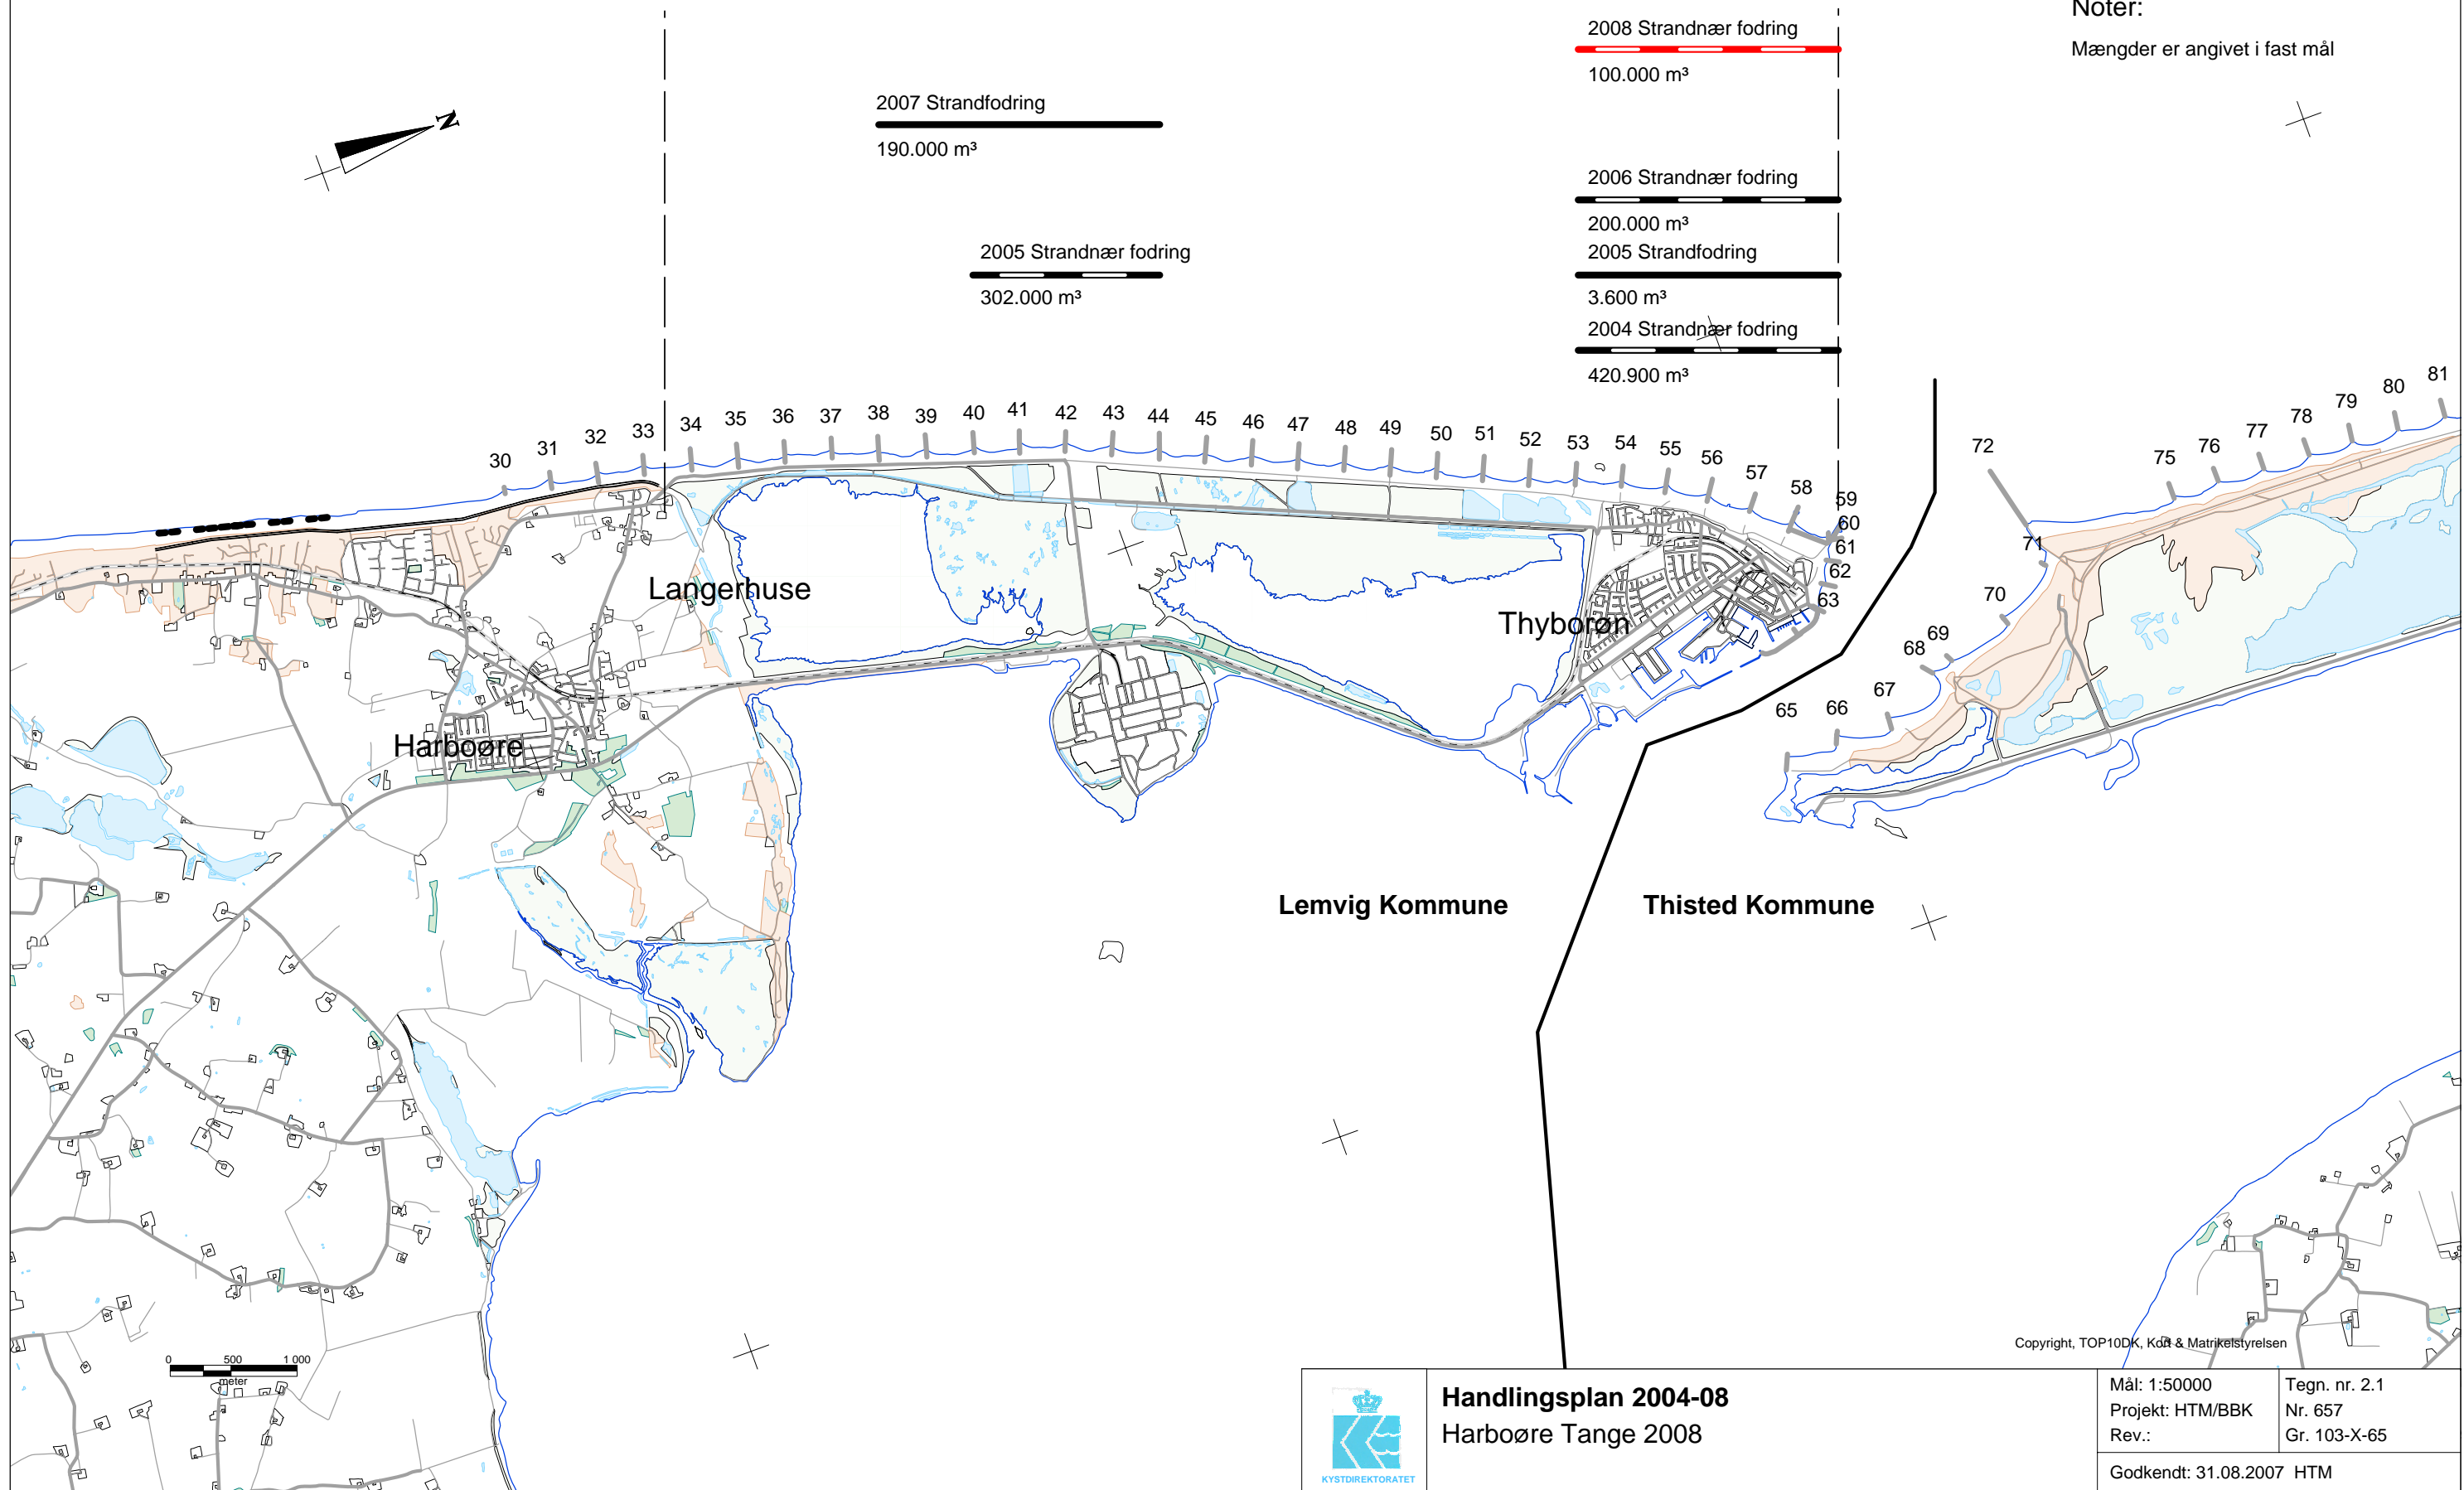 Noter:
Mængder er angivet i fast mål
2008 Strandnær fodring
100.000 m³
2007 Strandfodring
190.000 m³
N
2006 Strandnær fodring
200.000 m³
2005 Strandfodring
3.600 m³
2005 Strandnær fodring
302.000 m³
2004 Strandnær fodring
420.900 m³
30 31 32 33 34 35 36 37 38 39 40 41 42 43 44 45 46 47 48 49 50 51 52 53 54 55 56 57 58 59
60
61
62
63
72 75 76 77 78 79 80 81
71
70
69
68
67
66
65
Langerhuse
Thyborøn
Harboøre
Lemvig Kommune
Thisted Kommune
0 500 1 000
meter
Copyright, TOP10DK, Kort & Matrikelstyrelsen
KYSTDIREKTORATET
Handlingsplan 2004-08
Harboøre Tange 2008
Mål: 1:50000
Projekt: HTM/BBK
Rev.:
Tegn. nr. 2.1
Nr. 657
Gr. 103-X-65
Godkendt: 31.08.2007 HTM